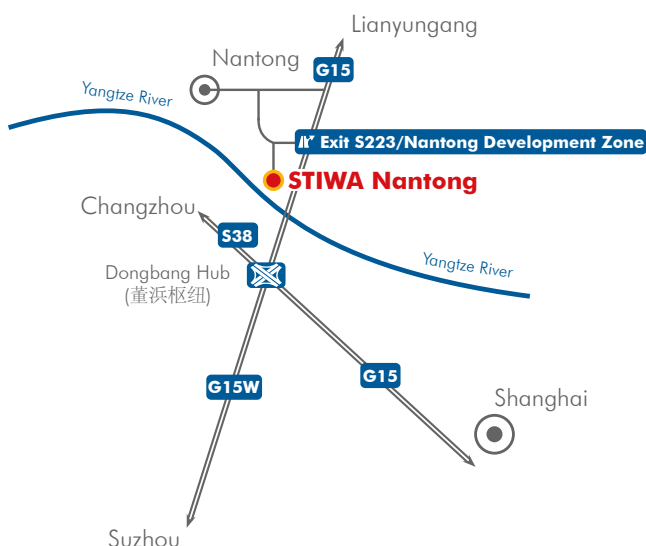 Lianyungang
Nantong
G15
Yangtze River
Exit S223/Nantong Development Zone
STIWA Nantong
Changzhou
S38
Yangtze River
Dongbang Hub
(董浜枢纽)
G15
G15W
Shanghai
Suzhou